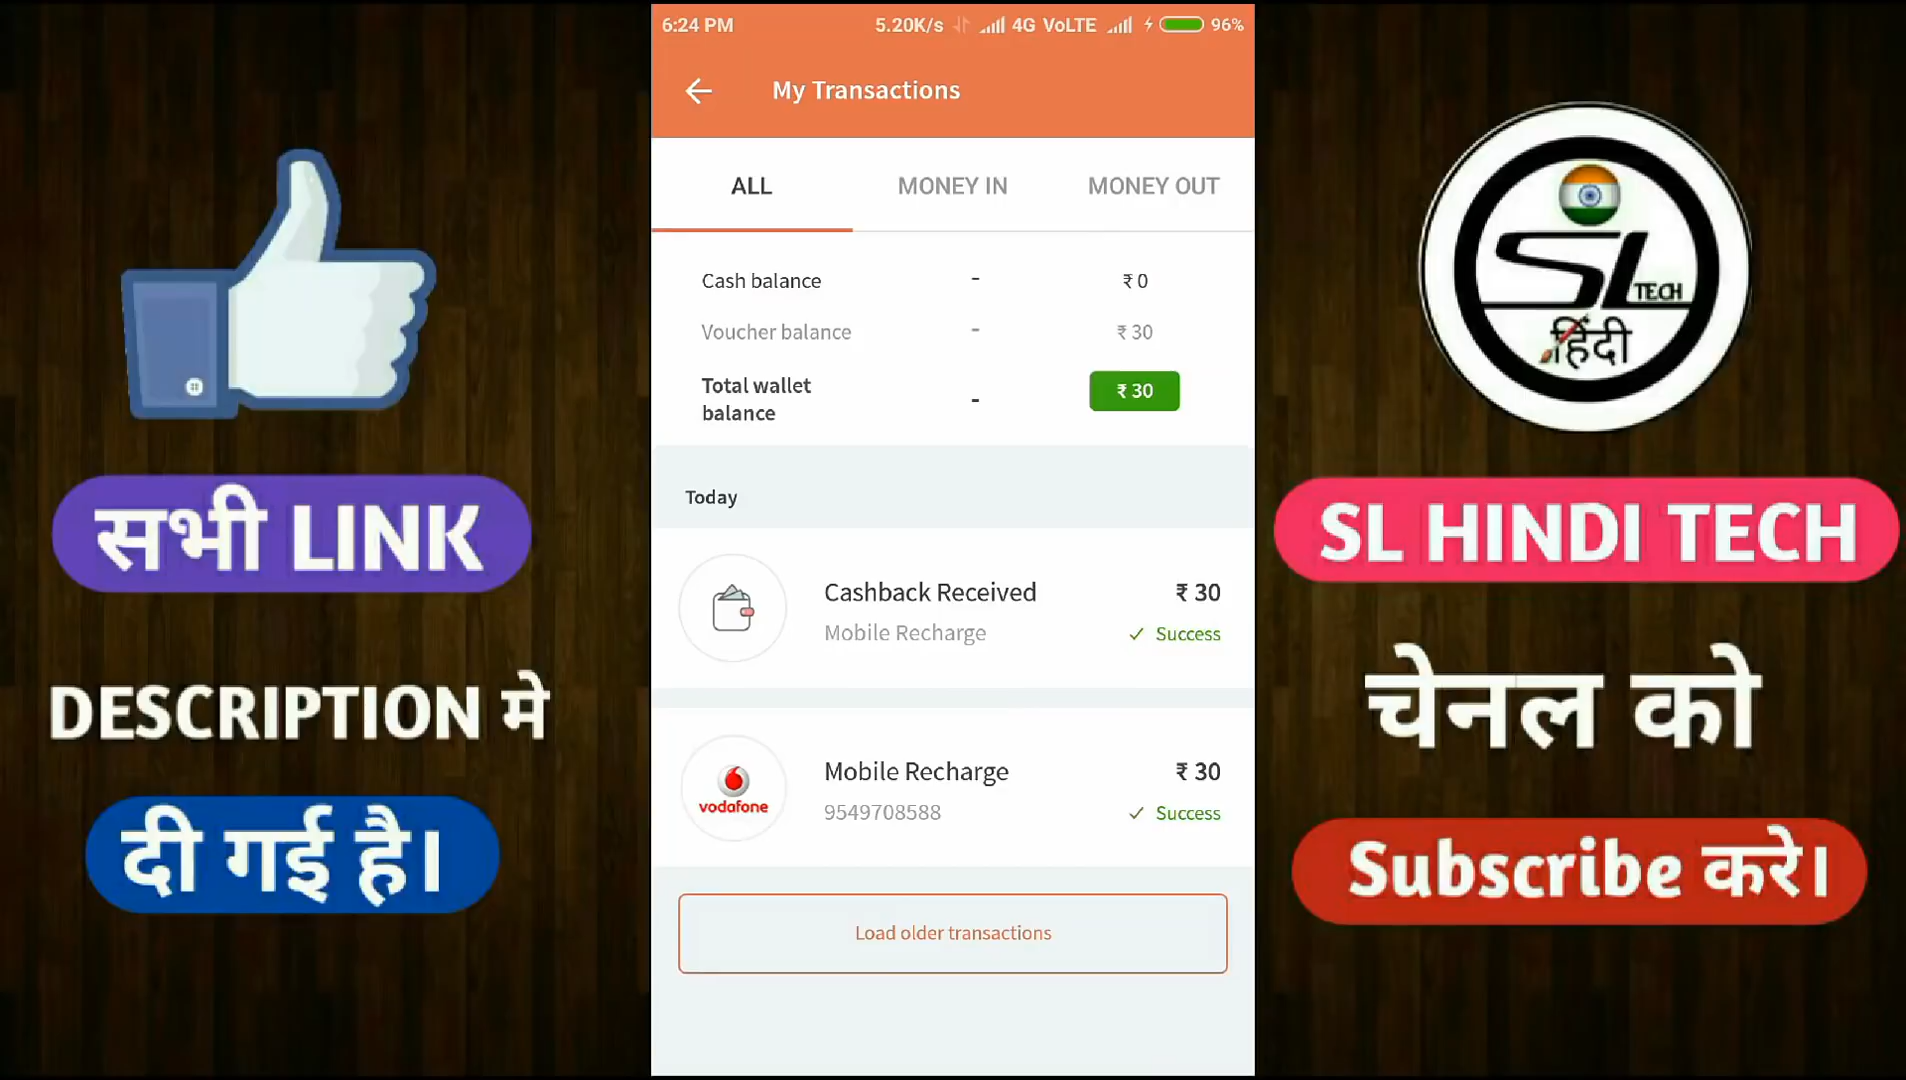 6:24 PM 5.20K/s 4G VoLTE 96%
My Transactions
ALL MONEY IN MONEY OUT
Cash balance - ₹ 0
Voucher balance - ₹ 30
Total wallet
balance - ₹ 30
Today
Cashback Received ₹ 30
Mobile Recharge ✓ Success
Mobile Recharge ₹ 30
vodafone
9549708588 ✓ Success
Load older transactions
सभी LINK
DESCRIPTION मे
दी गई है।
SL
TECH
हिंदी
SL HINDI TECH
चेनल को
Subscribe करे।